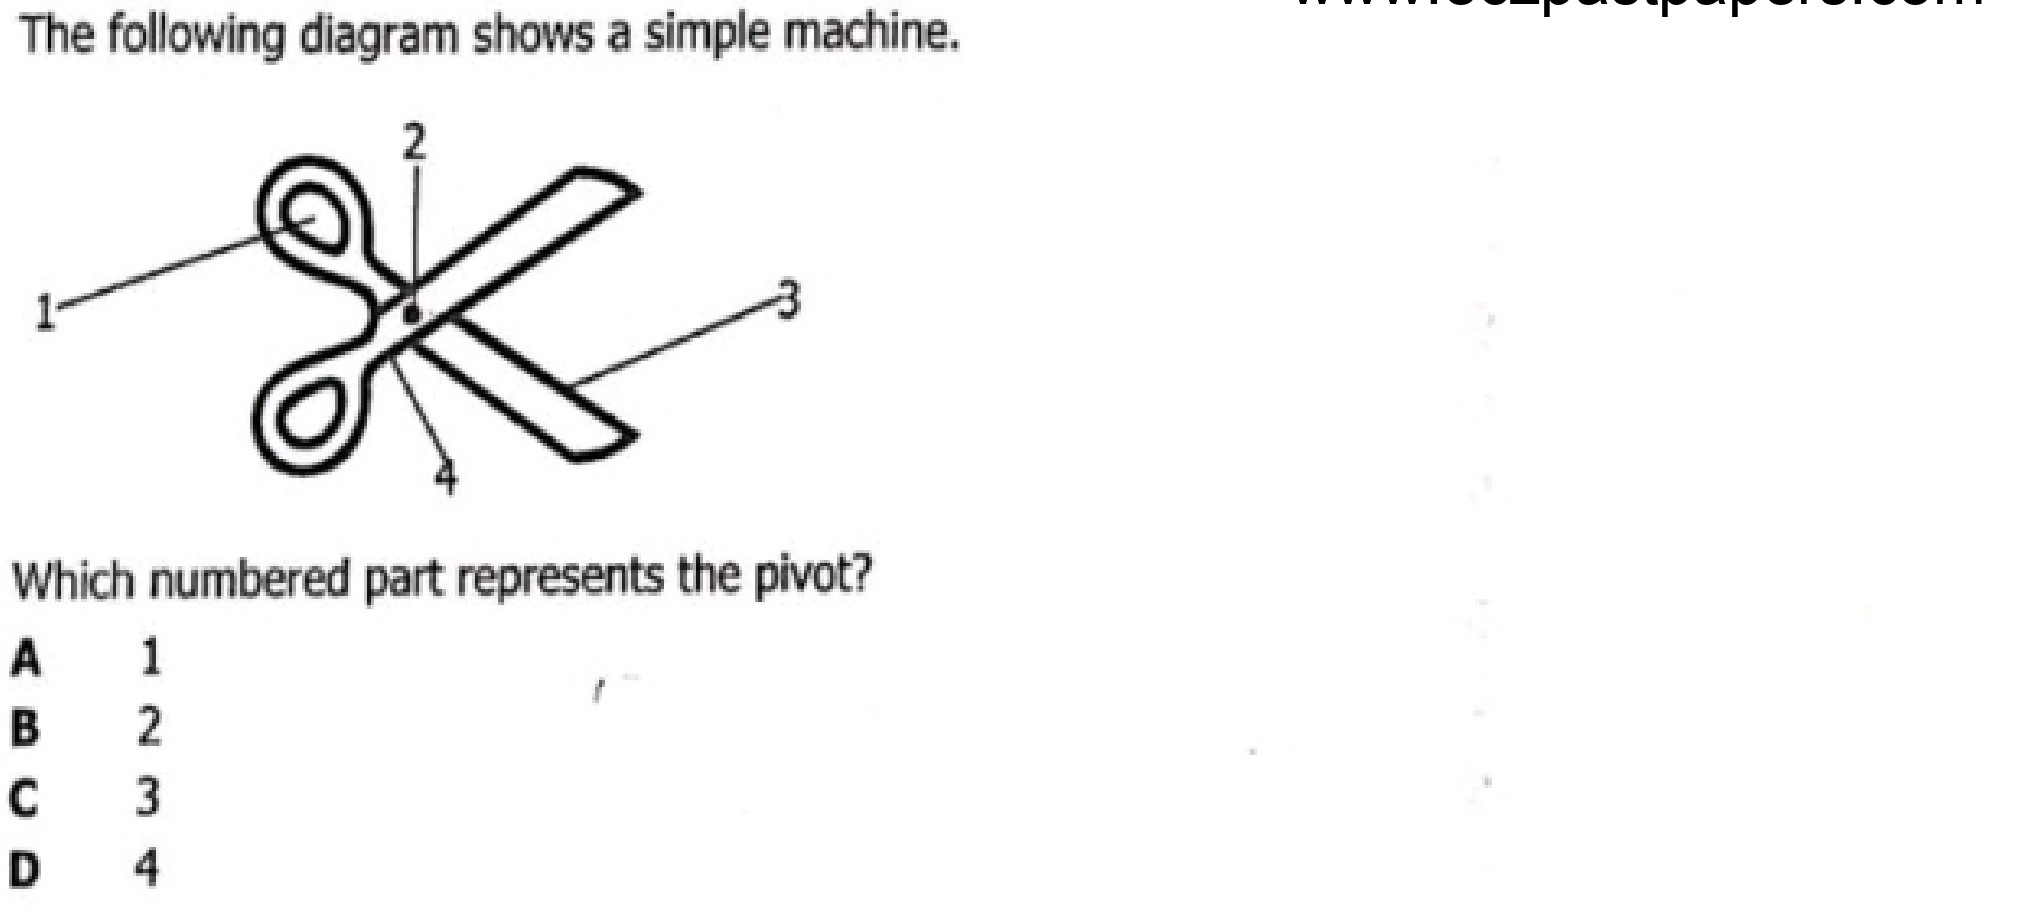 The following diagram shows a simple machine.
2
1
3
4
Which numbered part represents the pivot?
A 1
B 2
C 3
D 4